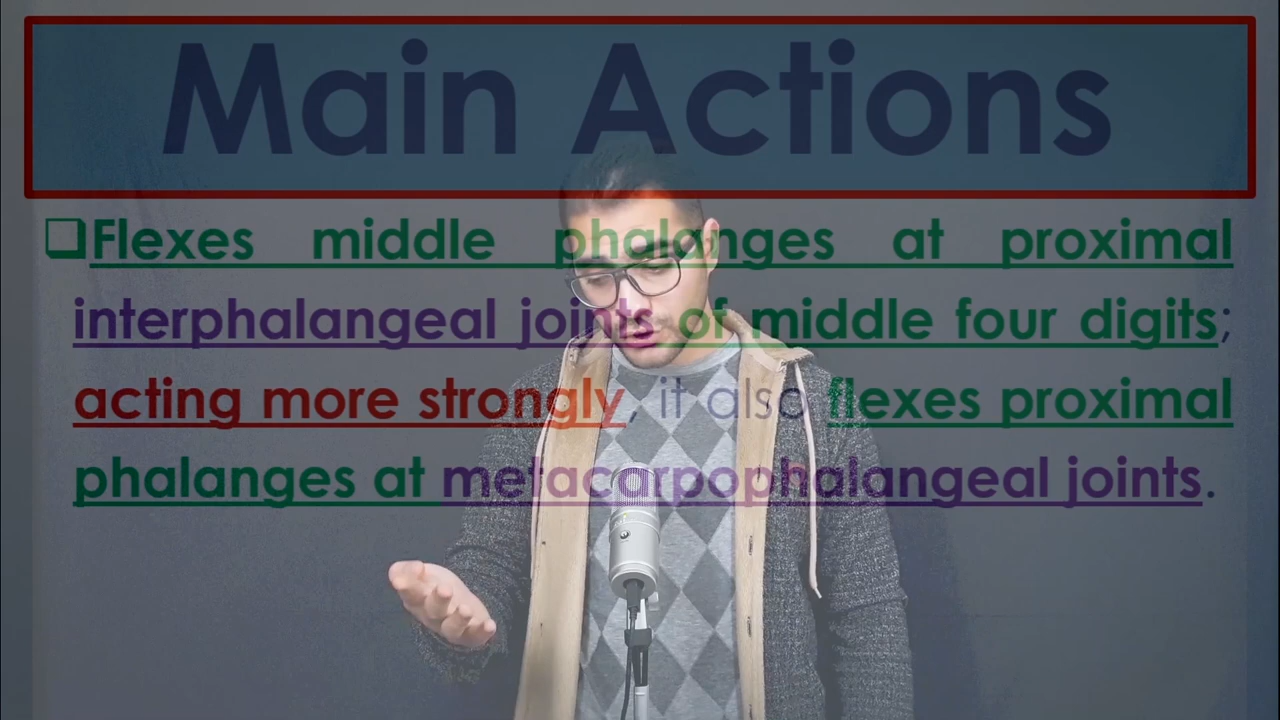 Main Actions
❑Flexes middle phalanges at proximal
interphalangeal joints of middle four digits;
acting more strongly, it also flexes proximal
phalanges at metacarpophalangeal joints.